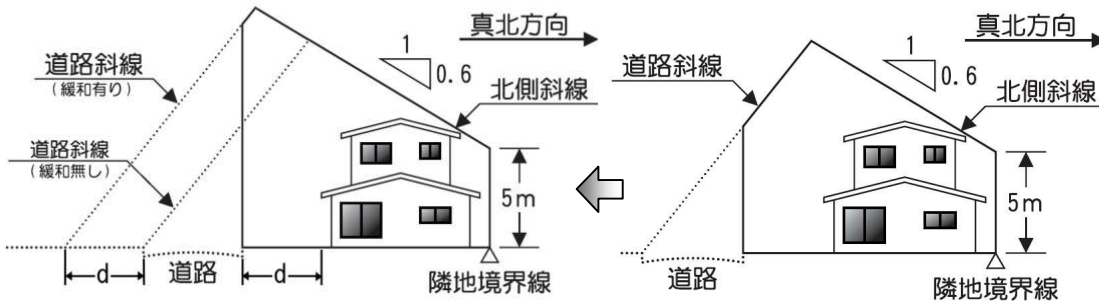 真北方向
1
0.6
道路斜線
(緩和有り)
北側斜線
道路斜線
(緩和無し)
5m
d
道路
d
隣地境界線
真北方向
1
0.6
道路斜線
北側斜線
5m
道路
隣地境界線